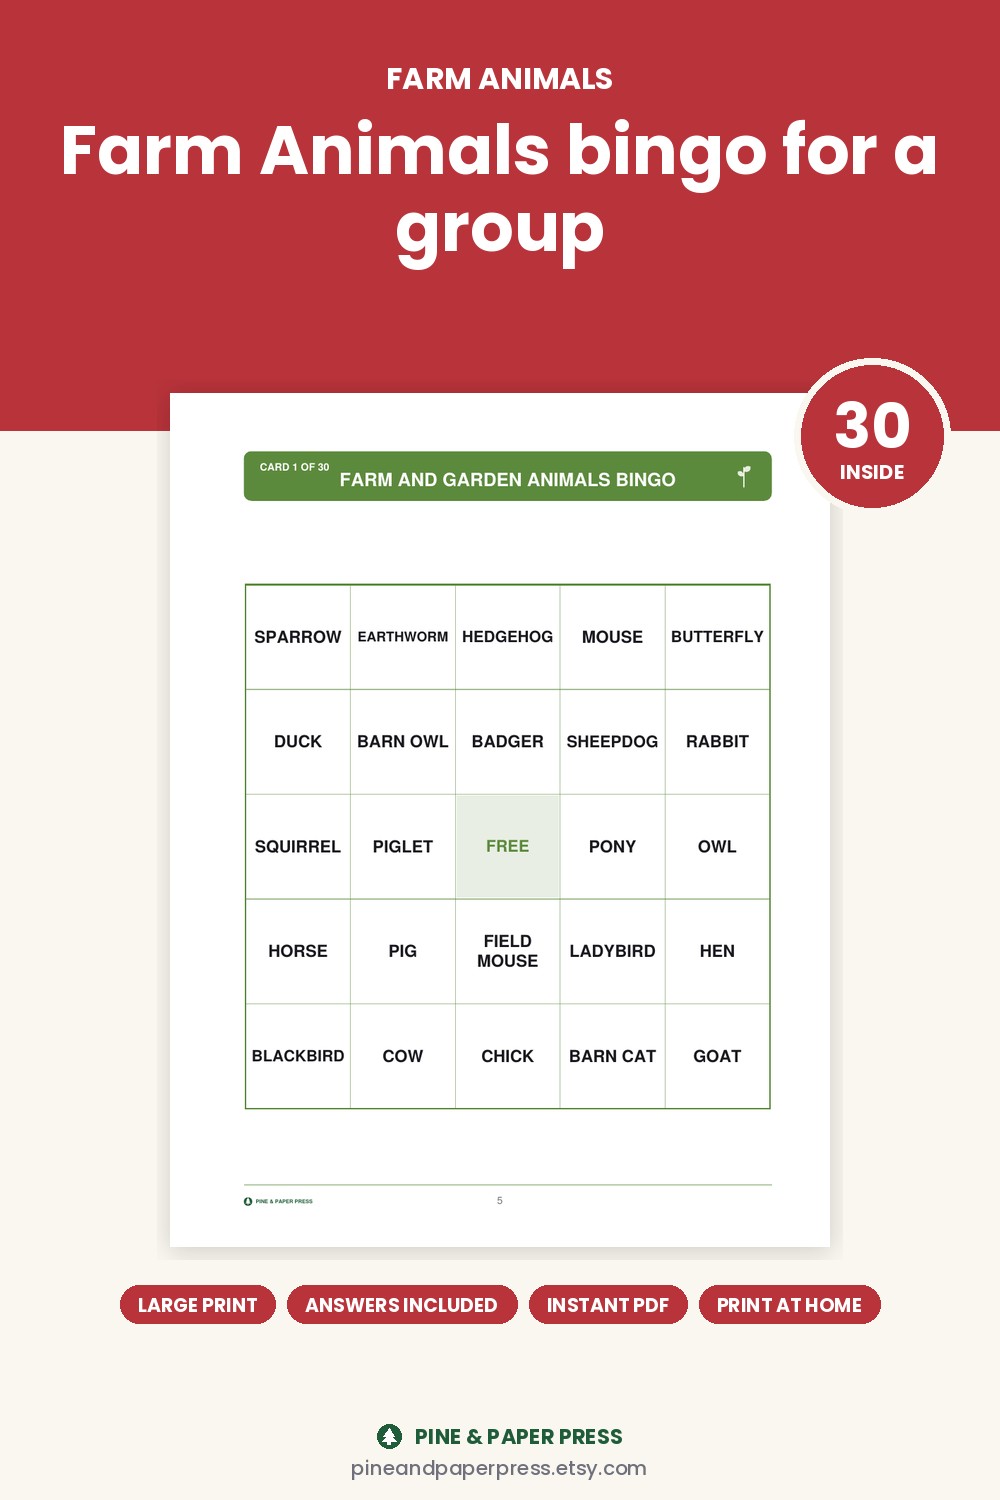 FARM ANIMALS
Farm Animals bingo for a
group
30
INSIDE
CARD 1 OF 30
FARM AND GARDEN ANIMALS BINGO
SPARROW EARTHWORM HEDGEHOG MOUSE BUTTERFLY
DUCK BARN OWL BADGER SHEEPDOG RABBIT
SQUIRREL PIGLET FREE PONY OWL
HORSE PIG FIELD MOUSE LADYBIRD HEN
BLACKBIRD COW CHICK BARN CAT GOAT
PINE & PAPER PRESS 5
LARGE PRINT ANSWERS INCLUDED INSTANT PDF PRINT AT HOME
PINE & PAPER PRESS
pineandpaperpress.etsy.com